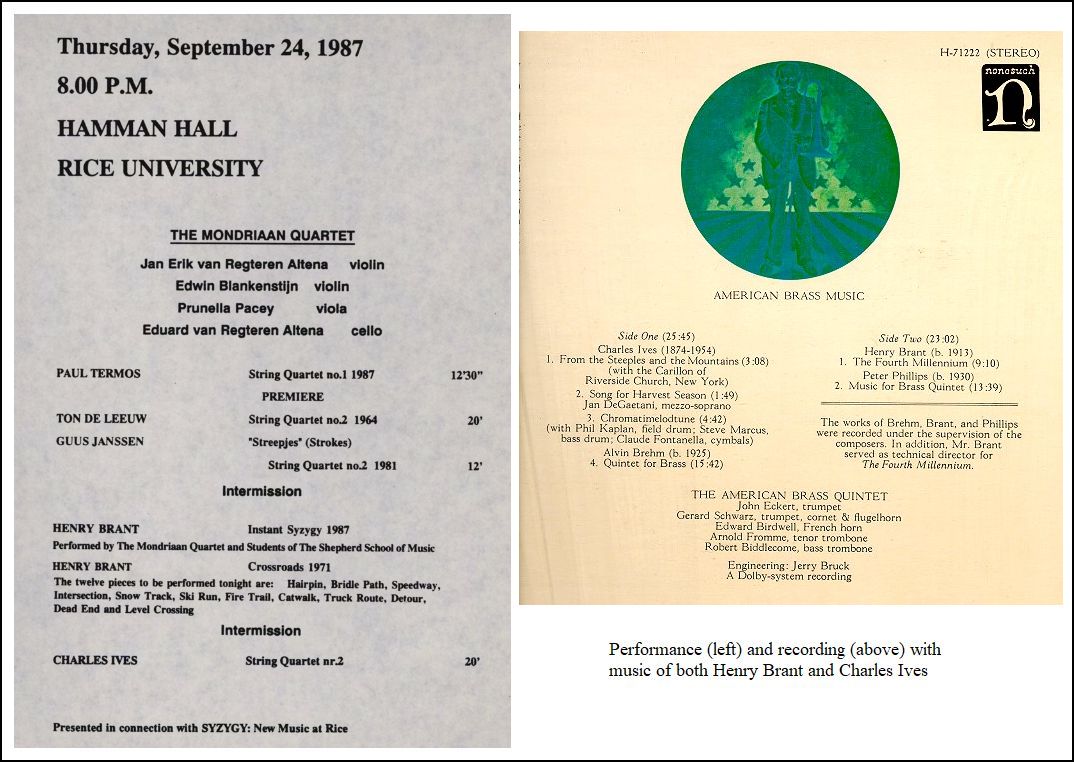 Thursday, September 24, 1987
8.00 P.M.
HAMMAN HALL
RICE UNIVERSITY
THE MONDRIAAN QUARTET
Jan Erik van Regteren Altena violin
Edwin Blankenstijn violin
Prunella Pacey viola
Eduard van Regteren Altena cello
PAUL TERMOS String Quartet no.1 1987 12'30"
PREMIERE
TON DE LEEUW String Quartet no.2 1964 20'
GUUS JANSSEN "Streepjes" (Strokes)
String Quartet no.2 1981 12'
Intermission
HENRY BRANT Instant Syzygy 1987
Performed by The Mondriaan Quartet and Students of The Shepherd School of Music
HENRY BRANT Crossroads 1971
The twelve pieces to be performed tonight are: Hairpin, Bridle Path, Speedway,
Intersection, Snow Track, Ski Run, Fire Trail, Catwalk, Truck Route, Detour,
Dead End and Level Crossing
Intermission
CHARLES IVES String Quartet nr.2 20'
Presented in connection with SYZYGY: New Music at Rice
H-71222 (STEREO)
nonesuch
n
AMERICAN BRASS MUSIC
Side One (25:45)
Charles Ives (1874-1954)
1. From the Steeples and the Mountains (3:08)
(with the Carillon of
Riverside Church, New York)
2. Song for Harvest Season (1:49)
Jan DeGaetani, mezzo-soprano
3. Chromatimelodtune (4:42)
(with Phil Kaplan, field drum; Steve Marcus,
bass drum; Claude Fontanella, cymbals)
Alvin Brehm (b. 1925)
4. Quintet for Brass (15:42)
Side Two (23:02)
Henry Brant (b. 1913)
1. The Fourth Millennium (9:10)
Peter Phillips (b. 1930)
2. Music for Brass Quintet (13:39)
The works of Brehm, Brant, and Phillips
were recorded under the supervision of the
composers. In addition, Mr. Brant
served as technical director for
The Fourth Millennium.
THE AMERICAN BRASS QUINTET
John Eckert, trumpet
Gerard Schwarz, trumpet, cornet & flugelhorn
Edward Birdwell, French horn
Arnold Fromme, tenor trombone
Robert Biddlecome, bass trombone
Engineering: Jerry Bruck
A Dolby-system recording
Performance (left) and recording (above) with
music of both Henry Brant and Charles Ives